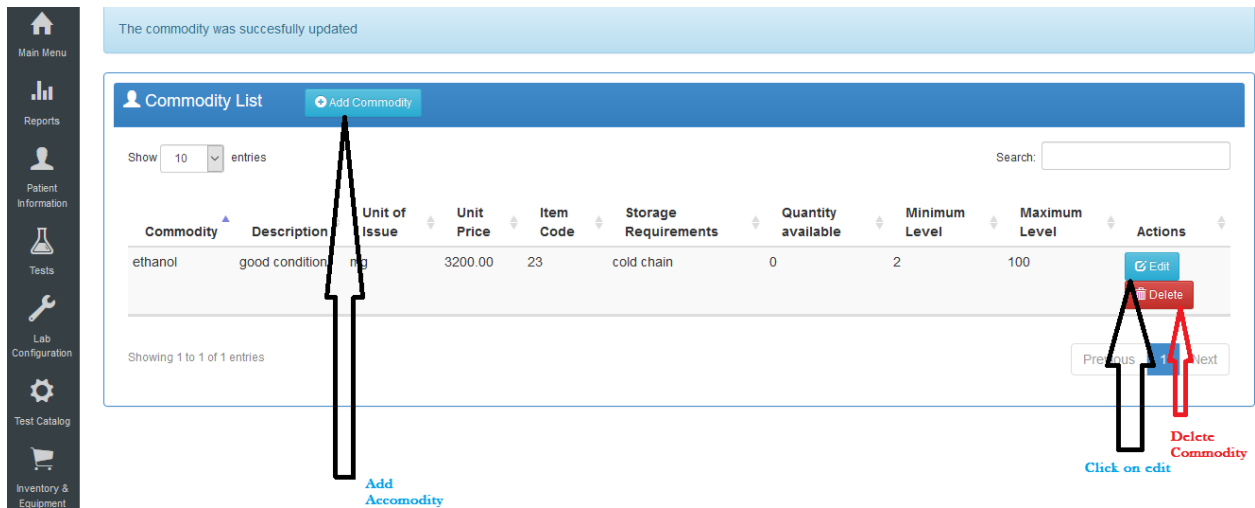 The commodity was succesfully updated
Main Menu
Reports
Patient
Information
Tests
Lab
Configuration
Test Catalog
Inventory &
Equipment
Commodity List
Add Commodity
Show 10 entries
Search:
Commodity Description Unit of Issue Unit Price Item Code Storage Requirements Quantity available Minimum Level Maximum Level Actions
ethanol good condition mg 3200.00 23 cold chain 0 2 100 Edit
Delete
Showing 1 to 1 of 1 entries
Previous 1 Next
Delete
Commodity
Click on edit
Add
Accomodity